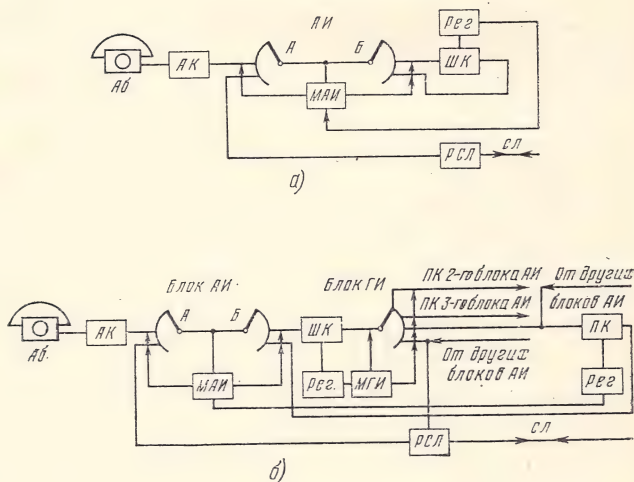 АИ
Рег
А
Б
АК
ШК
Аб
МАИ
РСЛ
СЛ
а)
Блок АИ
Блок ГИ
ПК 2-го блока АИ
От других
блоков АИ
ПК 3-го блока АИ
А
Б
ШК
ПК
АК
Аб.
От других
блоков АИ
МАИ
Рег.
МГИ
Рег
РСЛ
СЛ
б)